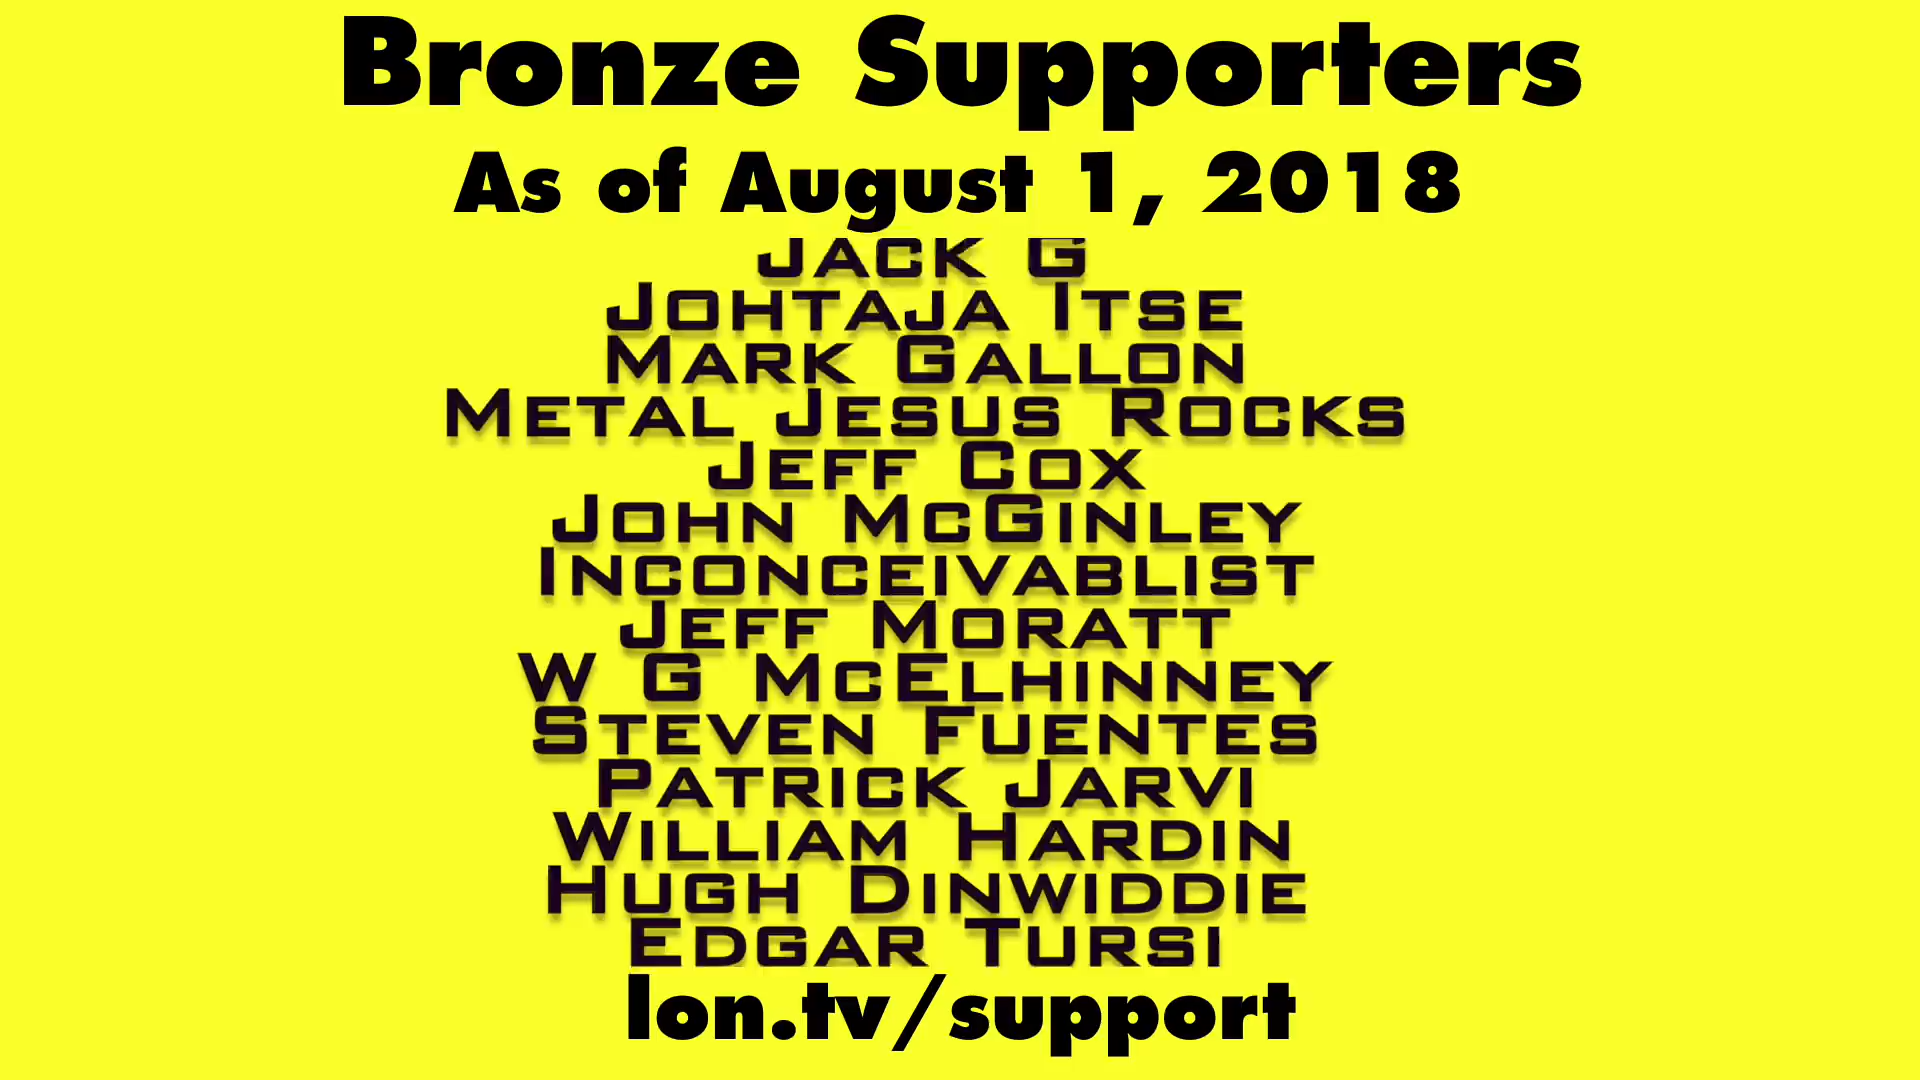 Bronze Supporters
As of August 1, 2018
Jack G
Johtaja Itse
Mark Gallon
Metal Jesus Rocks
Jeff Cox
John McGinley
Inconceivablist
Jeff Moratt
W G McElhinney
Steven Fuentes
Patrick Jarvi
William Hardin
Hugh Dinwiddie
Edgar Tursi
lon.tv/support